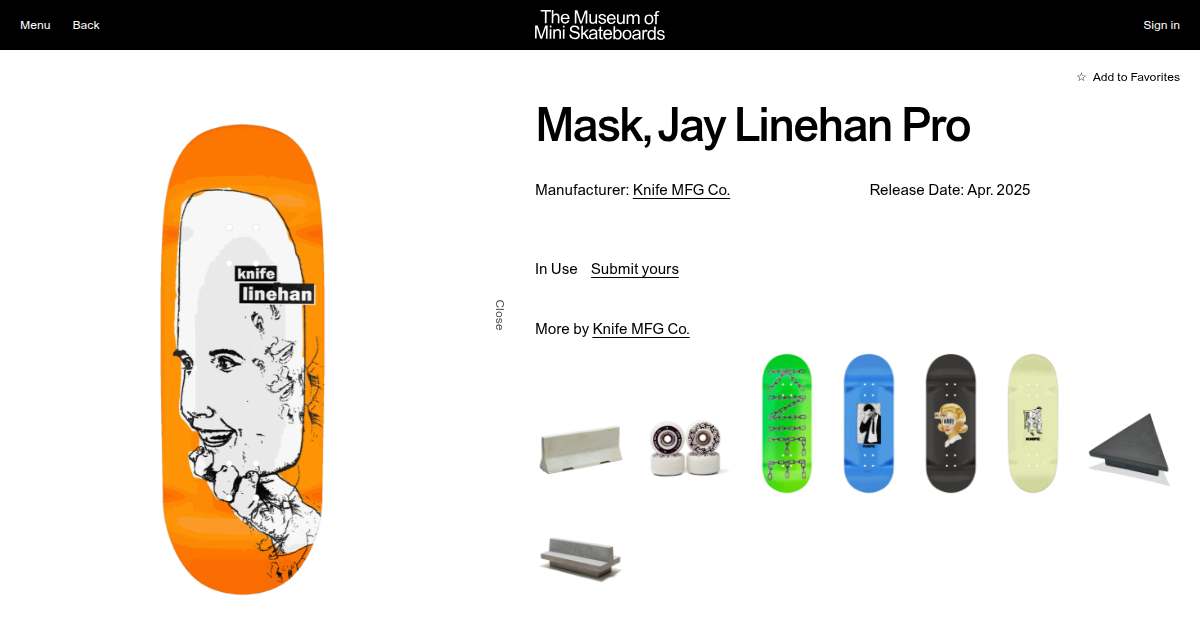 Menu
Back
The Museum of
Mini Skateboards
Sign in
☆ Add to Favorites
Mask, Jay Linehan Pro
Manufacturer: Knife MFG Co.
Release Date: Apr. 2025
knife
linehan
In Use
Submit yours
Close
More by Knife MFG Co.